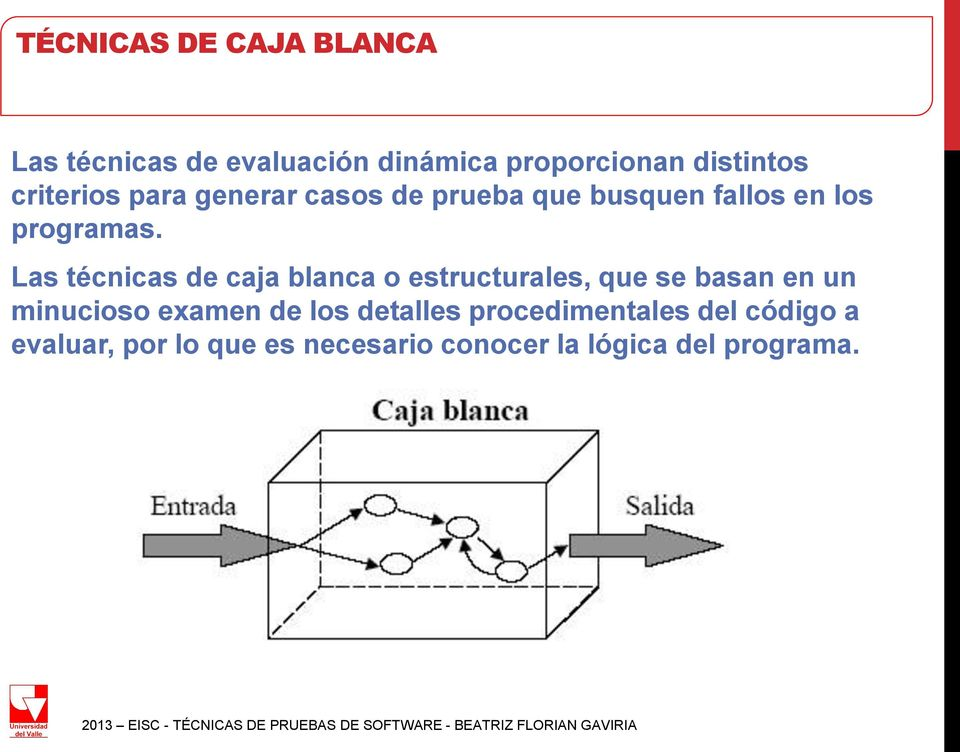 TÉCNICAS DE CAJA BLANCA
Las técnicas de evaluación dinámica proporcionan distintos
criterios para generar casos de prueba que busquen fallos en los
programas.
Las técnicas de caja blanca o estructurales, que se basan en un
minucioso examen de los detalles procedimentales del código a
evaluar, por lo que es necesario conocer la lógica del programa.
Caja blanca
Entrada
Salida
Universidad
del Valle
2013 – EISC - TÉCNICAS DE PRUEBAS DE SOFTWARE - BEATRIZ FLORIAN GAVIRIA